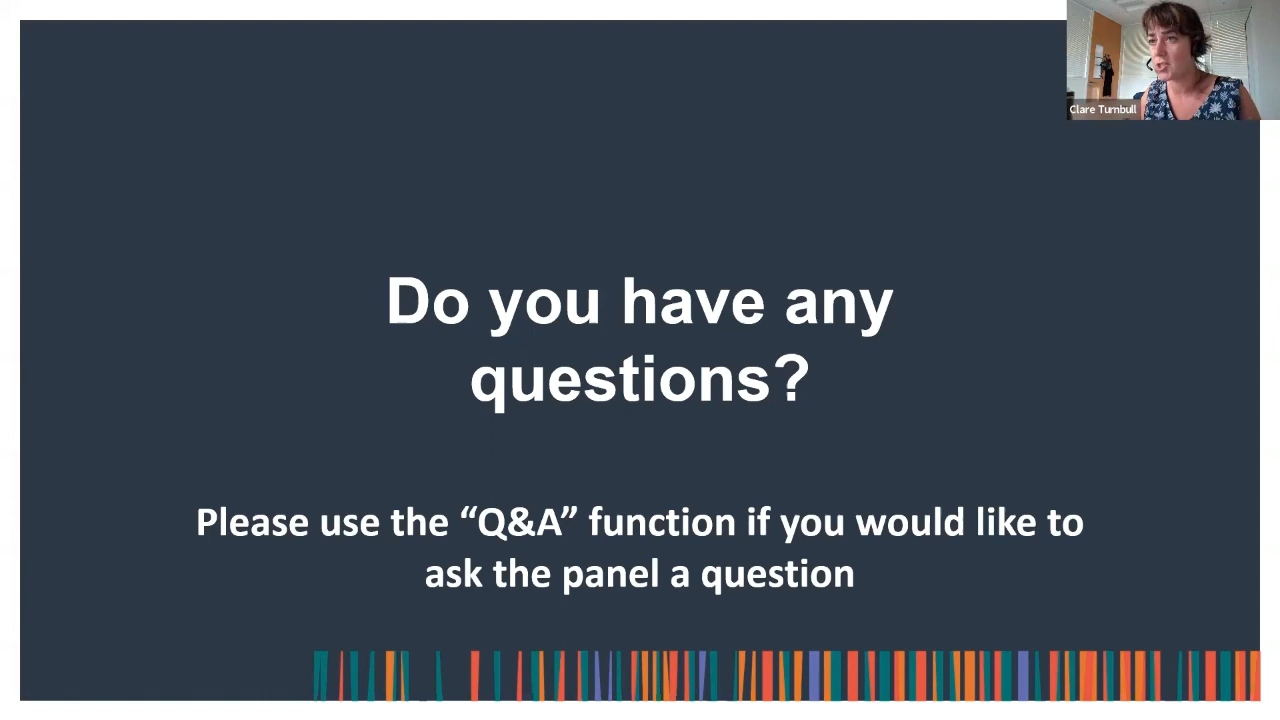 Clare Turnbull
Do you have any
questions?
Please use the “Q&A” function if you would like to
ask the panel a question